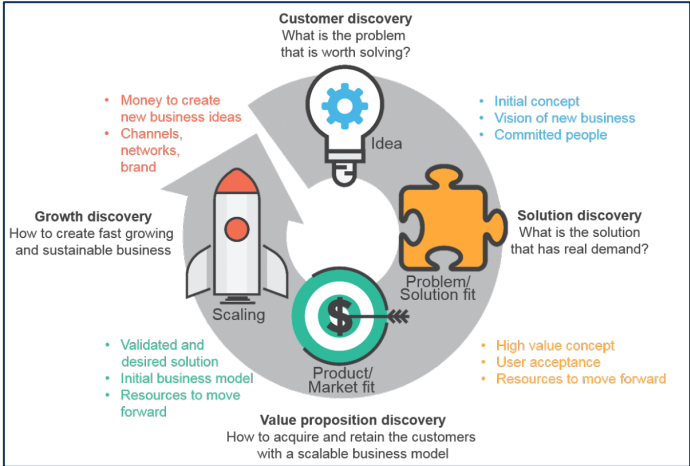 Customer discovery
What is the problem
that is worth solving?
• Money to create
new business ideas
• Channels,
networks,
brand
Idea
• Initial concept
• Vision of new business
• Committed people
Growth discovery
How to create fast growing
and sustainable business
Scaling
Problem/
Solution fit
Solution discovery
What is the solution
that has real demand?
$
Product/
Market fit
• Validated and
desired solution
• Initial business model
• Resources to move
forward
• High value concept
• User acceptance
• Resources to move forward
Value proposition discovery
How to acquire and retain the customers
with a scalable business model